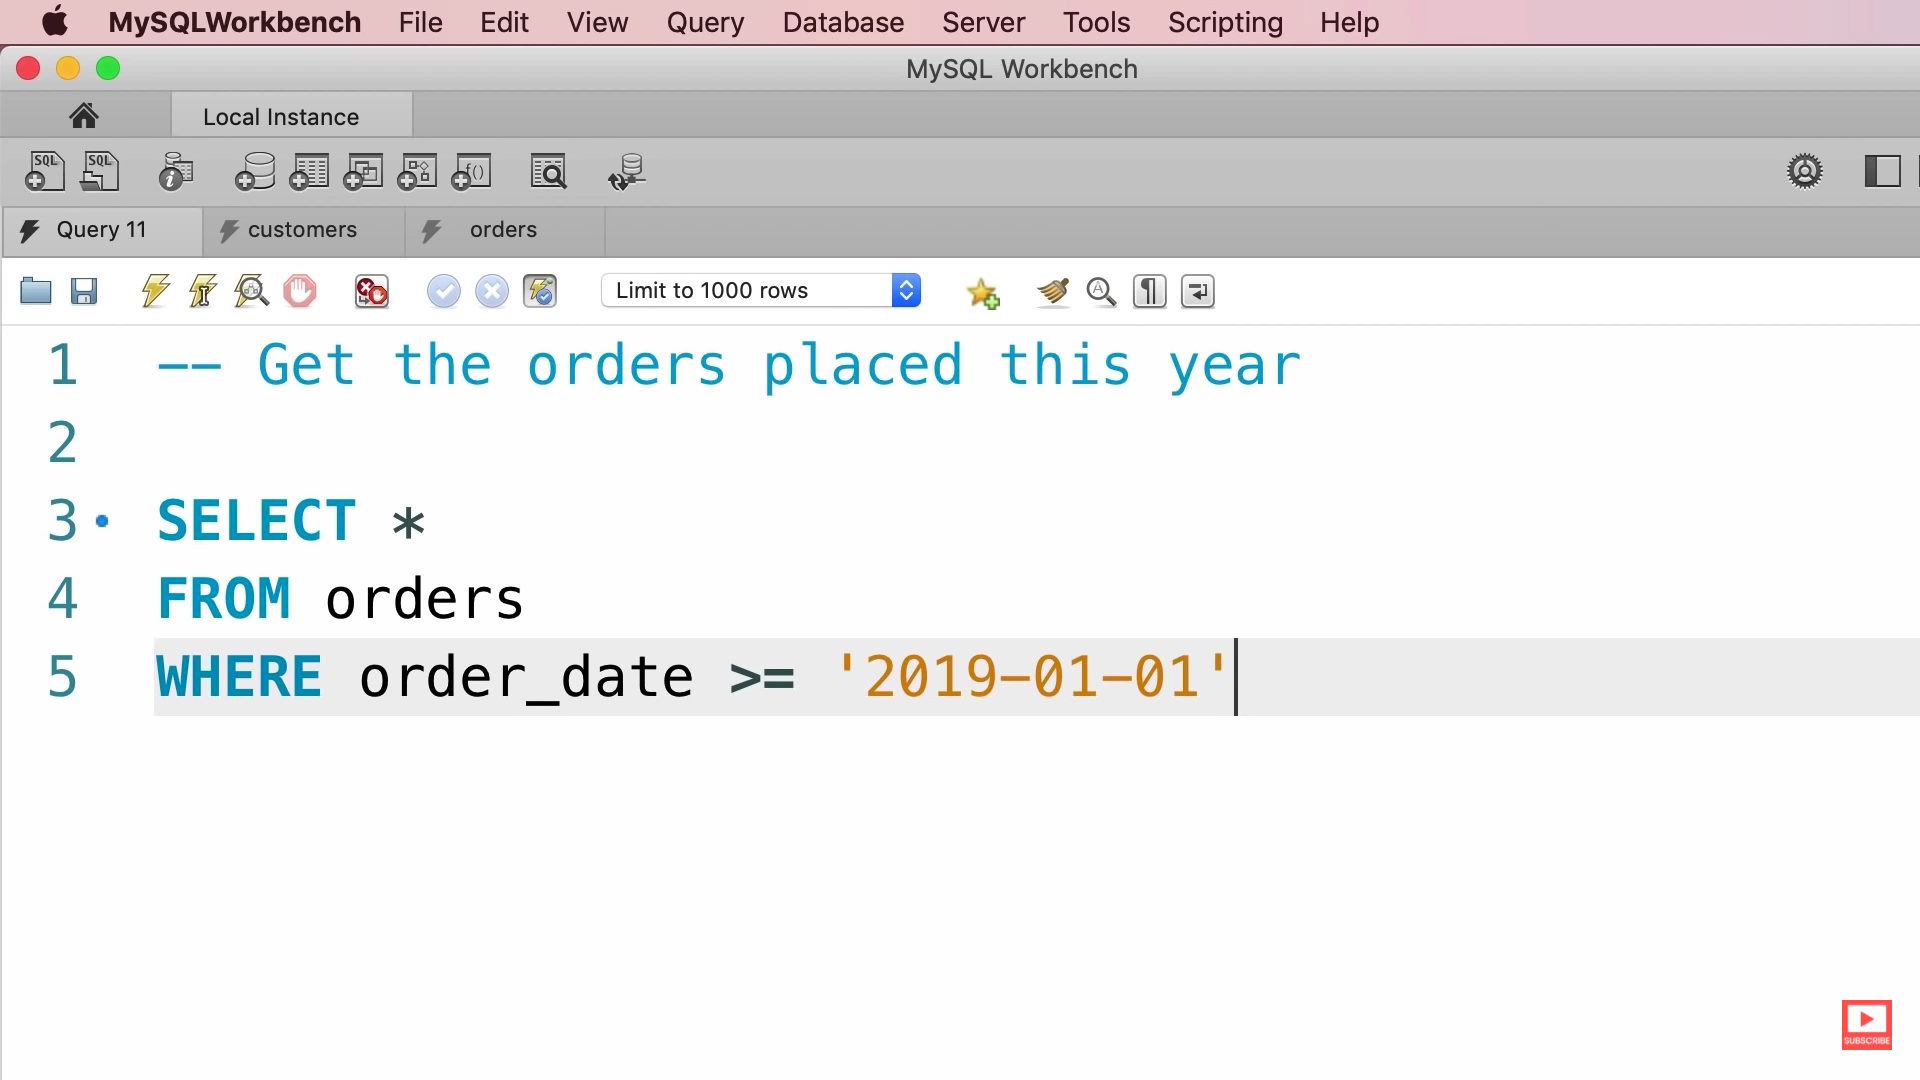 MySQLWorkbench File Edit View Query Database Server Tools Scripting Help
MySQL Workbench
Local Instance
SQL SQL f()
Query 11 customers orders
Limit to 1000 rows
1 -- Get the orders placed this year
2
3 SELECT *
4 FROM orders
5 WHERE order_date >= '2019-01-01'
SUBSCRIBE